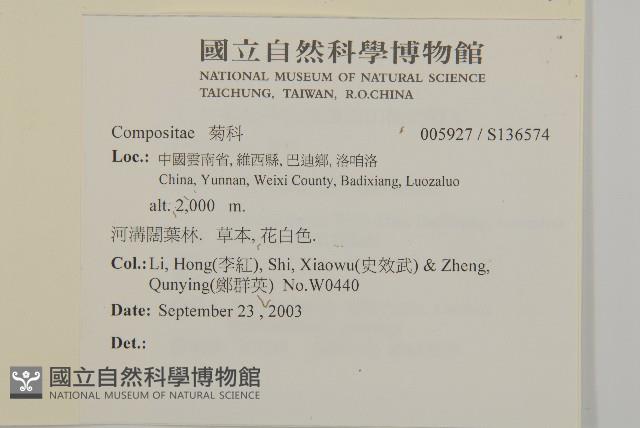 國立自然科學博物館
NATIONAL MUSEUM OF NATURAL SCIENCE
TAICHUNG, TAIWAN, R.O.CHINA
Compositae 菊科 005927 / S136574
Loc.: 中國雲南省, 維西縣, 巴迪鄉, 洛咱洛
China, Yunnan, Weixi County, Badixiang, Luozaluo
alt. 2,000 m.
河溝闊葉林. 草本, 花白色.
Col.: Li, Hong(李紅), Shi, Xiaowu(史效武) & Zheng,
Qunying(鄭群英) No.W0440
Date: September 23 , 2003
Det.:
國立自然科學博物館
NATIONAL MUSEUM OF NATURAL SCIENCE